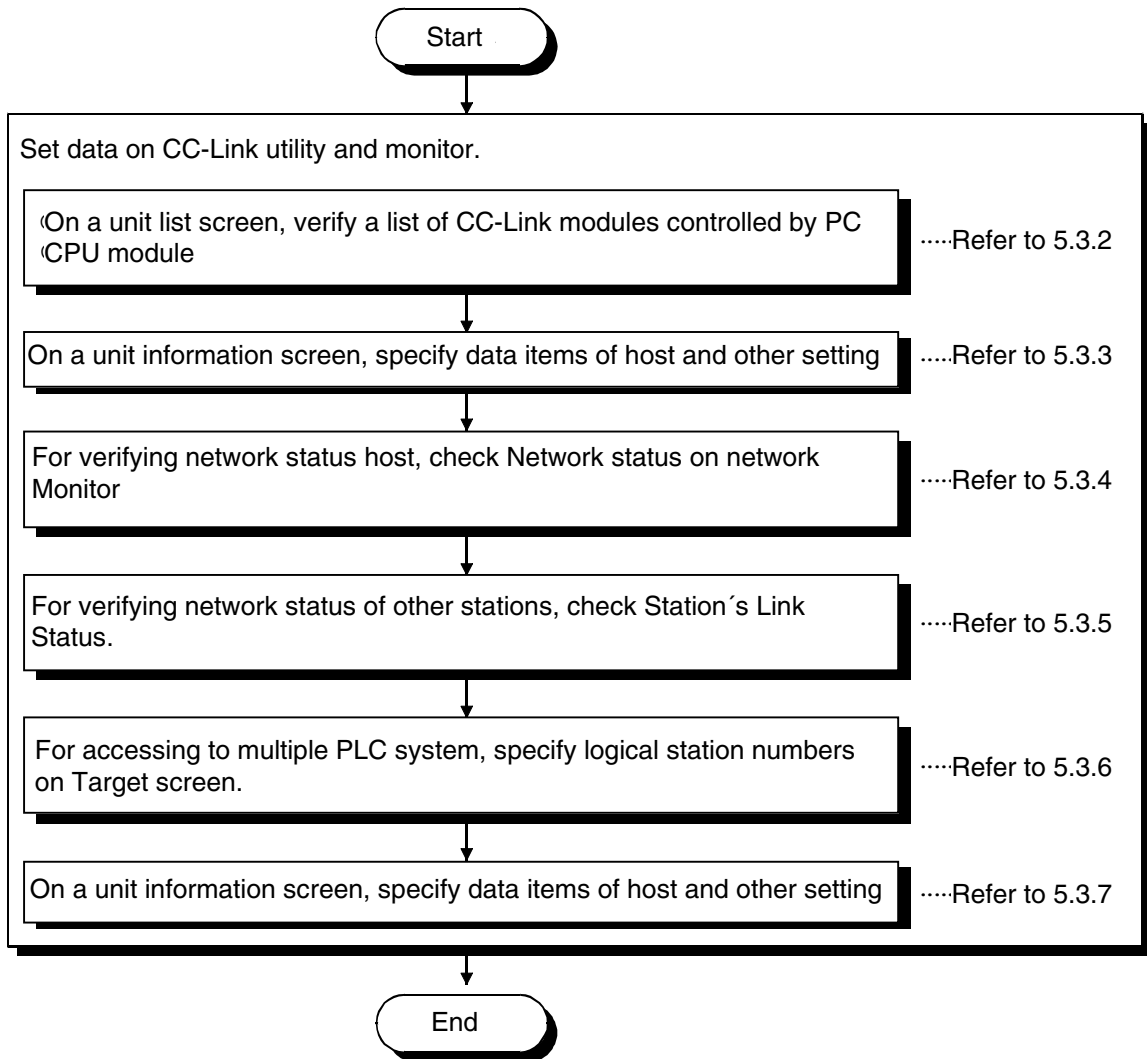 Start
Set data on CC-Link utility and monitor.
On a unit list screen, verify a list of CC-Link modules controlled by PC
CPU module
.....Refer to 5.3.2
On a unit information screen, specify data items of host and other setting
.....Refer to 5.3.3
For verifying network status host, check Network status on network
Monitor
.....Refer to 5.3.4
For verifying network status of other stations, check Station´s Link
Status.
.....Refer to 5.3.5
For accessing to multiple PLC system, specify logical station numbers
on Target screen.
.....Refer to 5.3.6
On a unit information screen, specify data items of host and other setting
.....Refer to 5.3.7
End